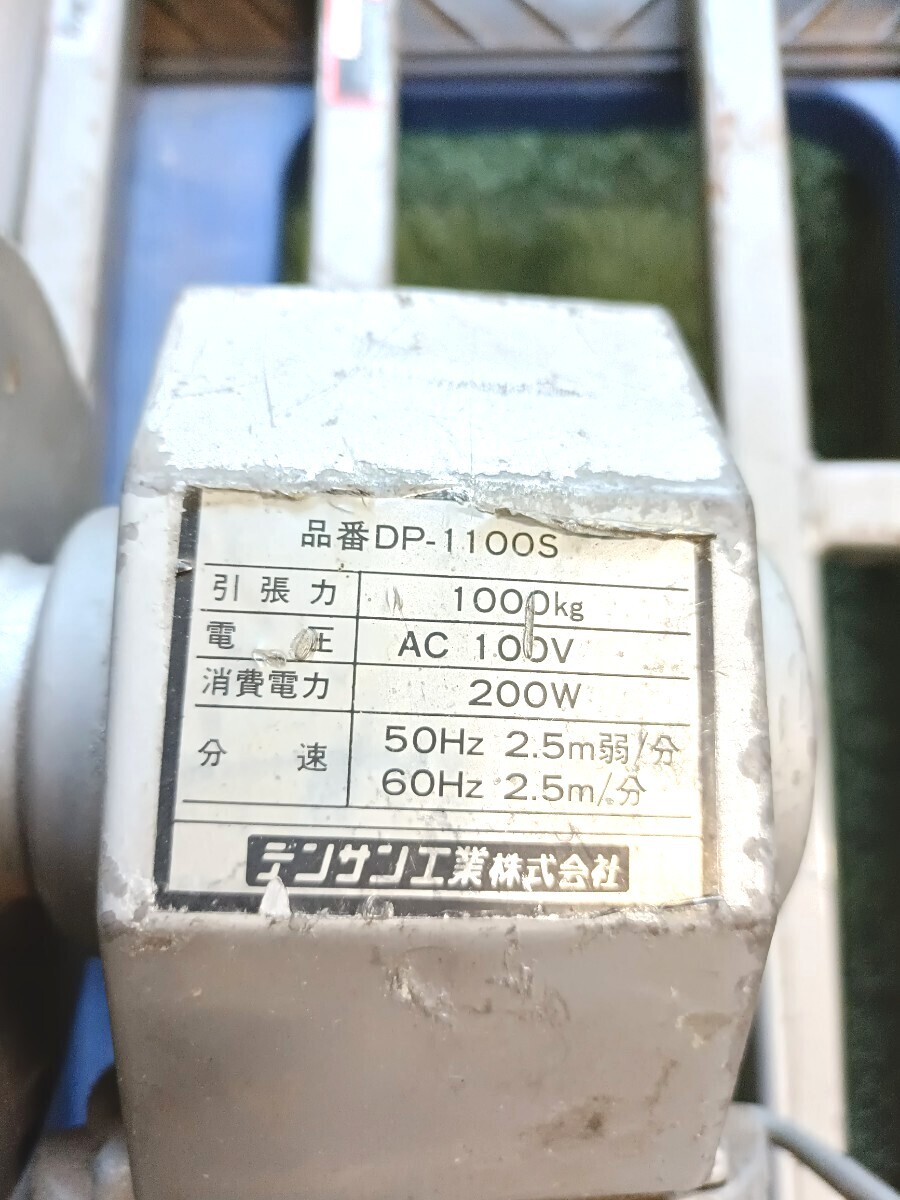 品番DP-1100S
引張力 1000kg
電圧 AC 100V
消費電力 200W
分速 50Hz 2.5m弱/分
60Hz 2.5m/分
デンサン工業株式会社